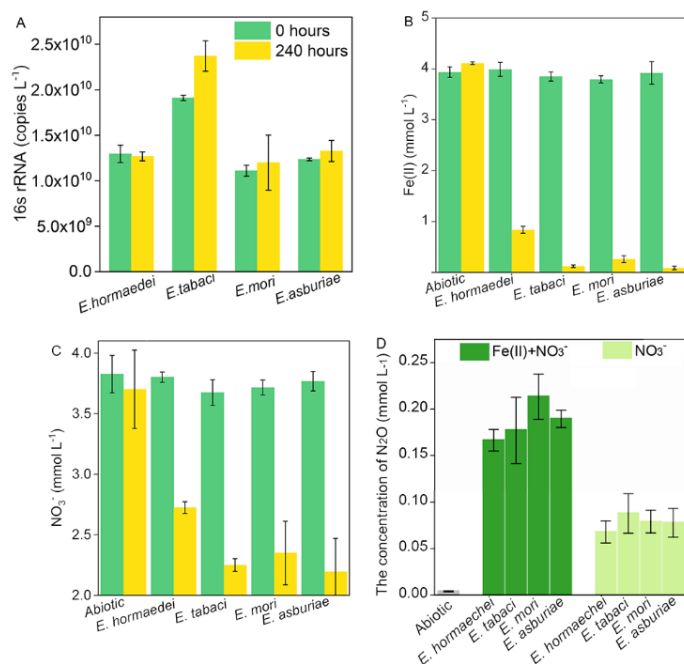 A
0 hours
240 hours
2.5x10¹⁰
2.0x10¹⁰
1.5x10¹⁰
1.0x10¹⁰
5.0x10⁹
0.0
16s rRNA (copies L⁻¹)
E.hormaedei
E.tabaci
E.mori
E.asburiae
B
5
4
3
2
1
Fe(II) (mmol L⁻¹)
Abiotic
E. hormaedei
E. tabaci
E. mori
E. asburiae
C
4.0
3.5
3.0
2.5
2.0
NO₃⁻ (mmol L⁻¹)
Abiotic
E. hormaedei
E. tabaci
E. mori
E. asburiae
D
Fe(II)+NO₃⁻
NO₃⁻
0.25
0.20
0.15
0.10
0.05
0.00
The concentration of N₂O (mmol L-1)
Abiotic
E. hormaechei
E. tabaci
E. mori
E. asburiae
E. hormaechei
E. tabaci
E. mori
E. asburiae